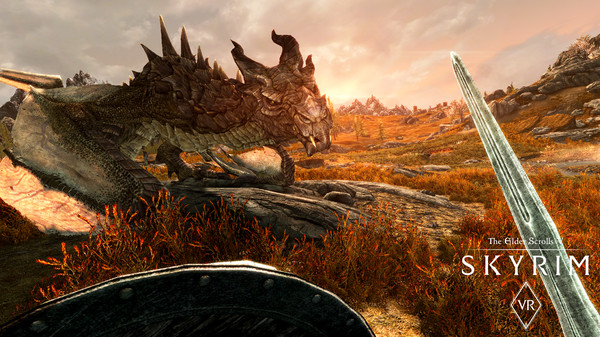 The Elder Scrolls
SKYRIM
VR